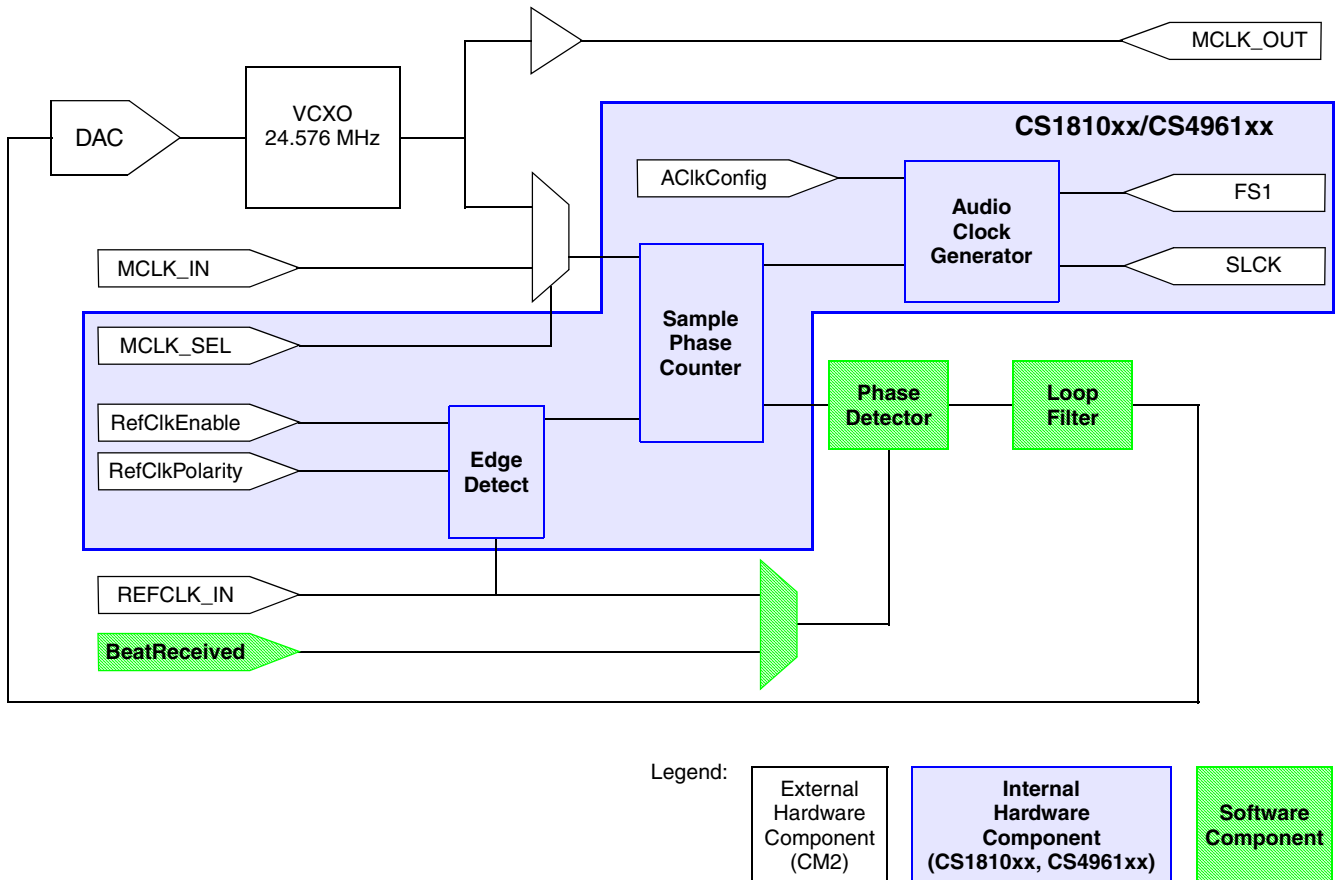 MCLK_OUT
VCXO
24.576 MHz
DAC
CS1810xx/CS4961xx
AClkConfig
Audio
Clock
Generator
FS1
SLCK
MCLK_IN
MCLK_SEL
Sample
Phase
Counter
RefClkEnable
RefClkPolarity
Edge
Detect
Phase
Detector
Loop
Filter
REFCLK_IN
BeatReceived
Legend:
External
Hardware
Component
(CM2)
Internal
Hardware
Component
(CS1810xx, CS4961xx)
Software
Component